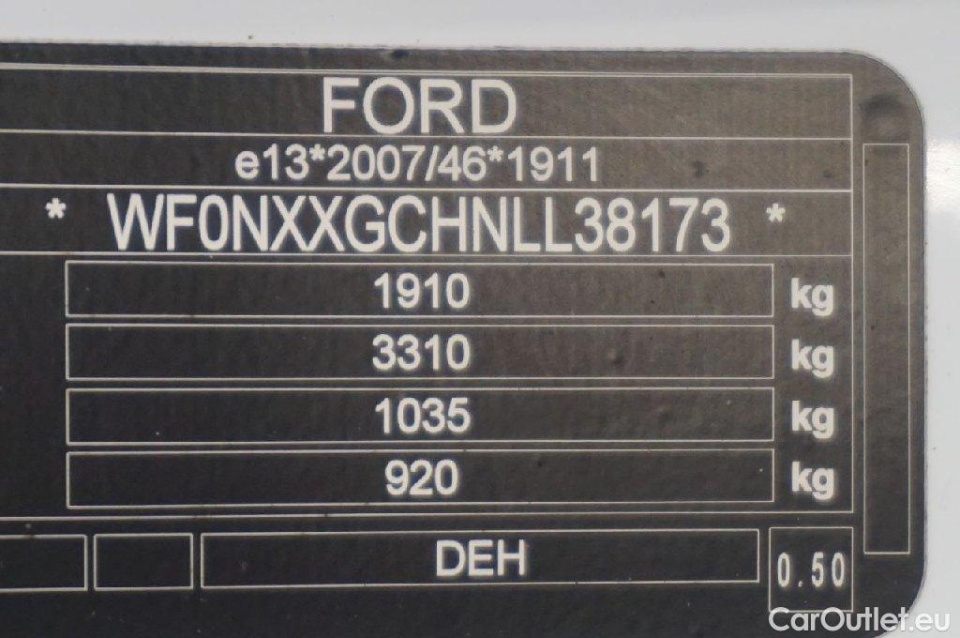 FORD
e13*2007/46*1911
* WF0NXXGCHNLL38173 *
1910 kg
3310 kg
1035 kg
920 kg
DEH 0.50
CarOutlet.eu